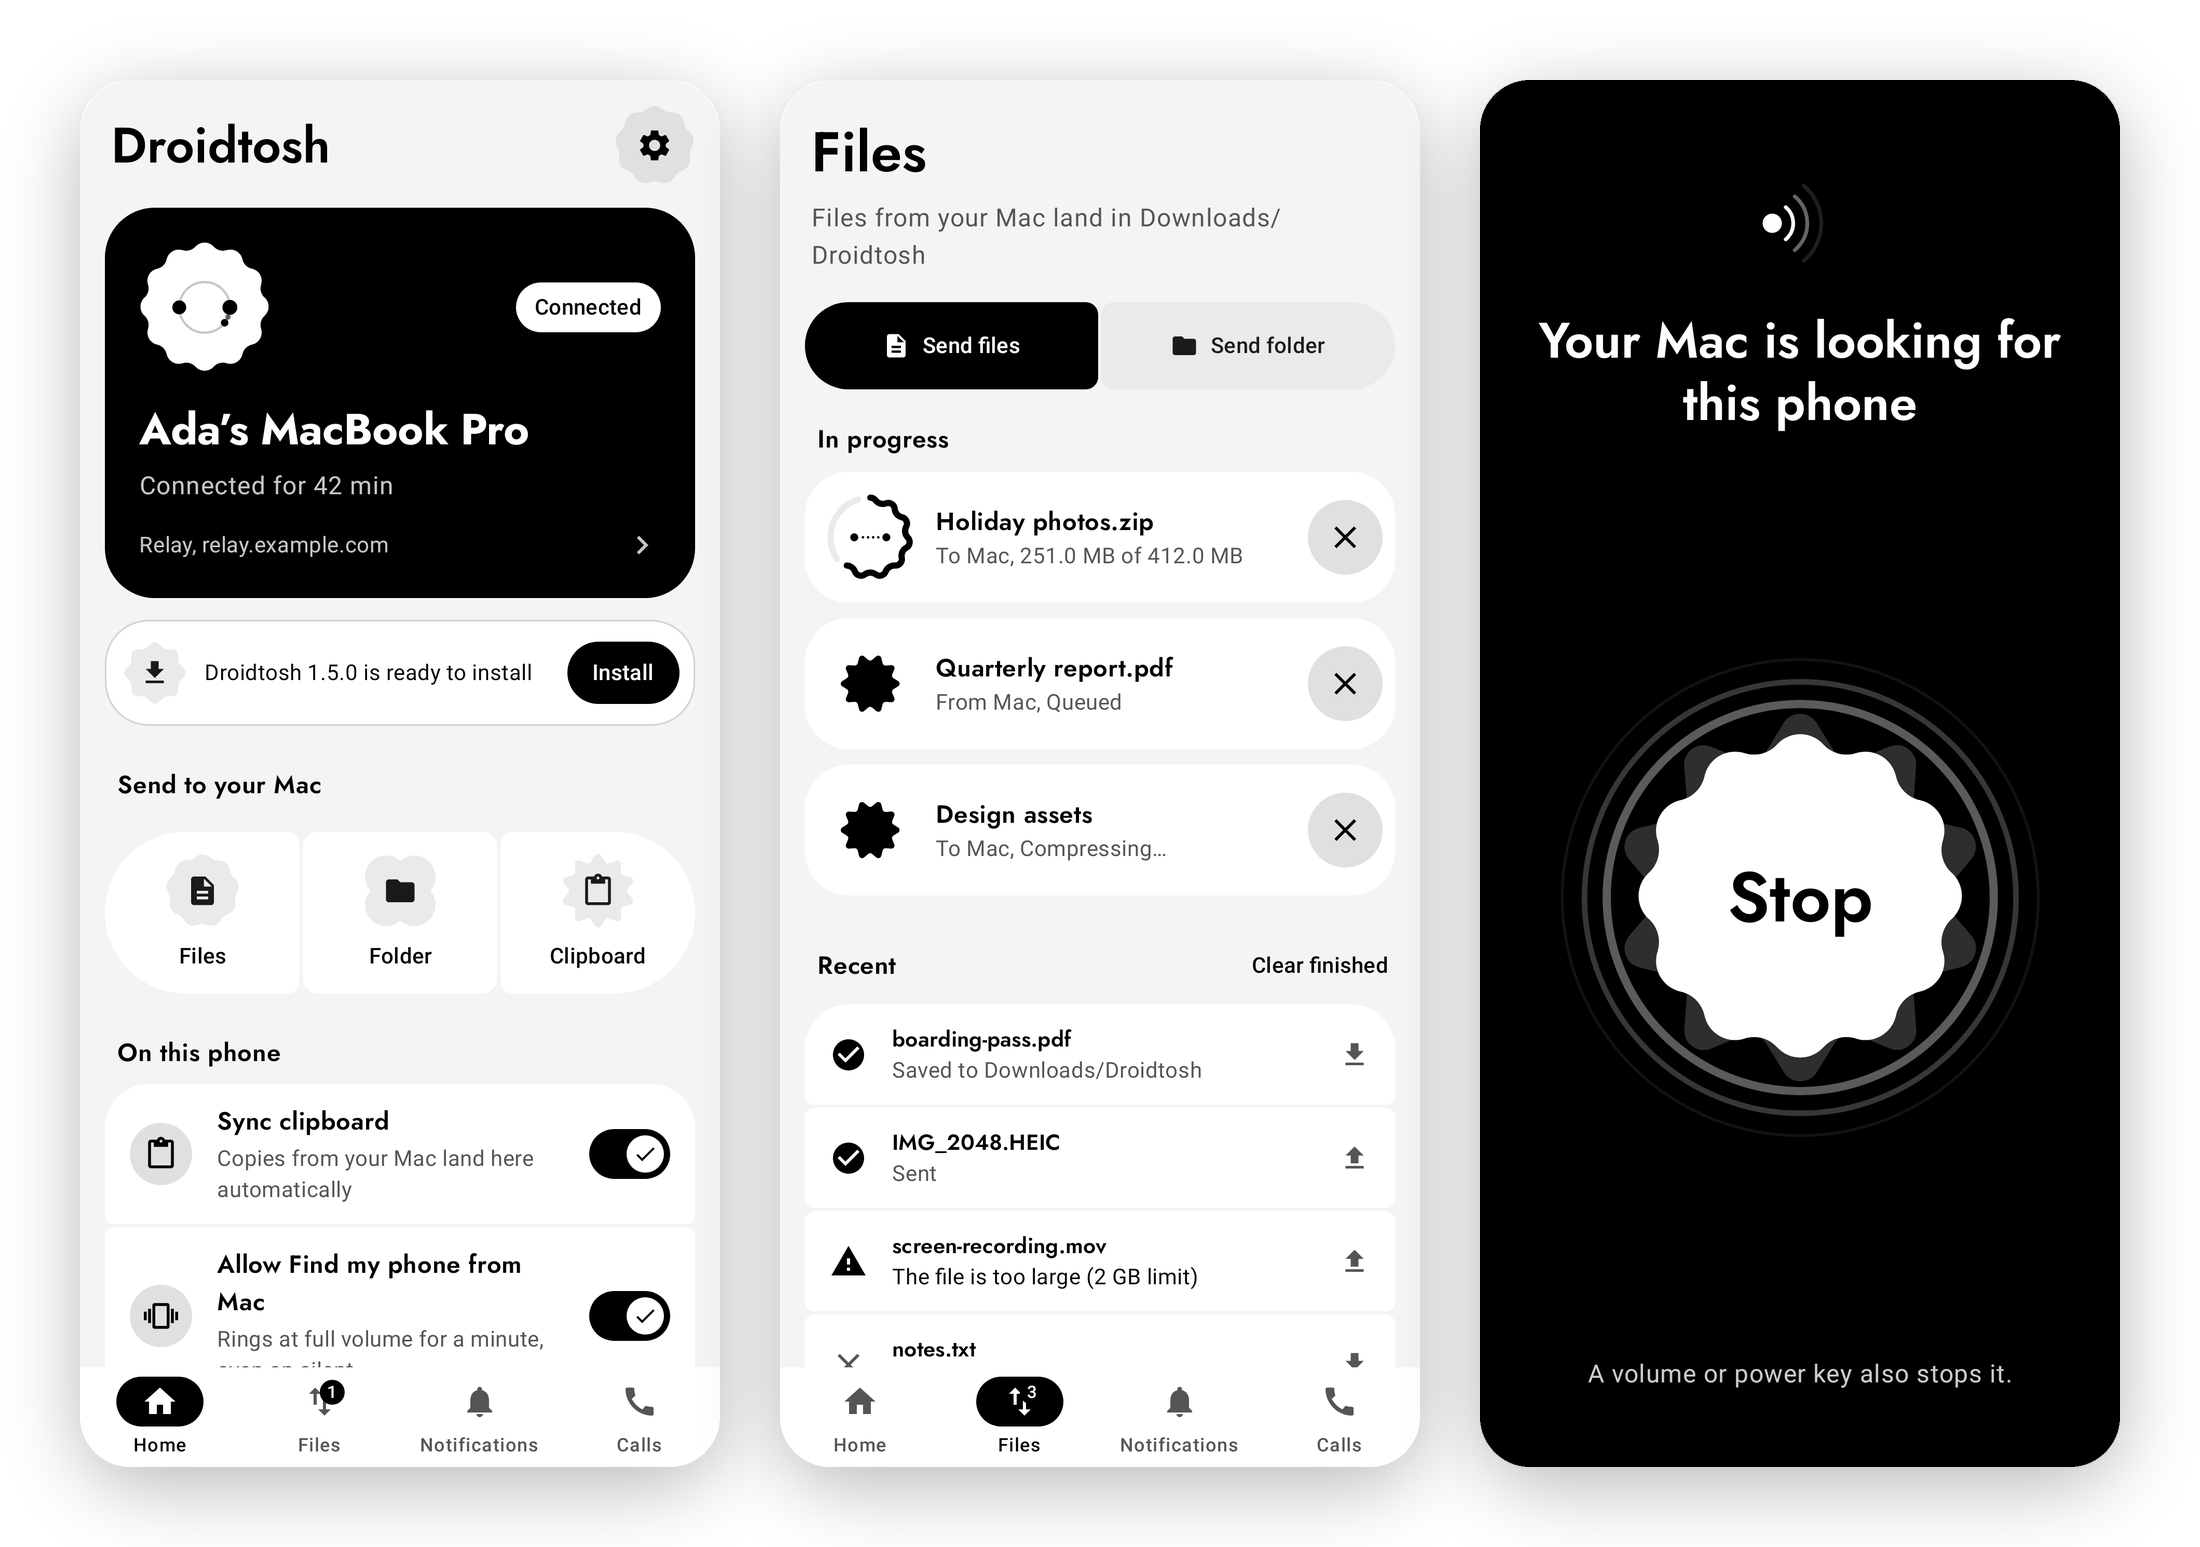 Droidtosh
Connected
Ada's MacBook Pro
Connected for 42 min
Relay, relay.example.com
Droidtosh 1.5.0 is ready to install
Install
Send to your Mac
Files
Folder
Clipboard
On this phone
Sync clipboard
Copies from your Mac land here
automatically
Allow Find my phone from
Mac
Rings at full volume for a minute,
1
Home
Files
Notifications
Calls
Files
Files from your Mac land in Downloads/
Droidtosh
Send files
Send folder
In progress
Holiday photos.zip
To Mac, 251.0 MB of 412.0 MB
Quarterly report.pdf
From Mac, Queued
Design assets
To Mac, Compressing…
Recent
Clear finished
boarding-pass.pdf
Saved to Downloads/Droidtosh
IMG_2048.HEIC
Sent
screen-recording.mov
The file is too large (2 GB limit)
notes.txt
3
Home
Files
Notifications
Calls
Your Mac is looking for
this phone
Stop
A volume or power key also stops it.